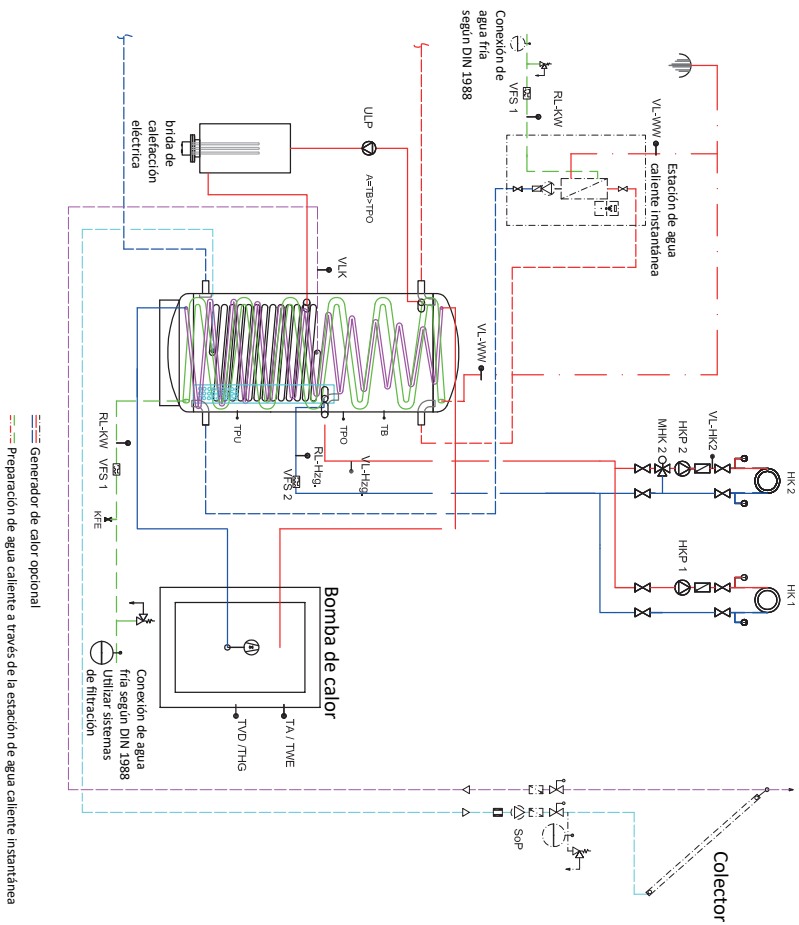 Conexión de
agua fría
según DIN 1988
VFS 1
RL-KW
VL-WW
Estación de agua
caliente instantánea
ULP
A=TB>TPO
brida de
calefacción
eléctrica
VLK
VL-WW
TPU
TPO
TB
RL-KW
VFS 1
KFE
RL-Hzg.
VFS 2
VL-Hzg.
VL-HK2
HKP 2
MHK 2
HK 2
HKP 1
HK 1
Bomba de calor
TVD /THG
TA / TWE
Conexión de agua
fría según DIN 1988
Utilizar sistemas
de filtración
SoP
Colector
Generador de calor opcional
Preparación de agua caliente a través de la estación de agua caliente instantánea